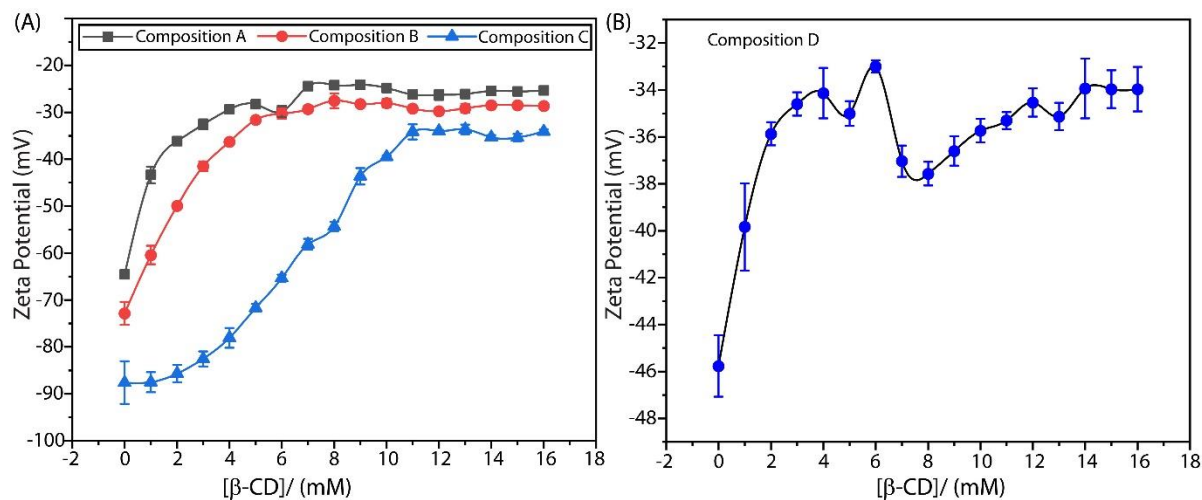 (A)
Composition A Composition B Composition C
Zeta Potential (mV)
-20
-30
-40
-50
-60
-70
-80
-90
-100
-2 0 2 4 6 8 10 12 14 16 18
[β-CD]/ (mM)
(B)
Composition D
Zeta Potential (mV)
-32
-34
-36
-38
-40
-42
-44
-46
-48
-2 0 2 4 6 8 10 12 14 16 18
[β-CD]/ (mM)